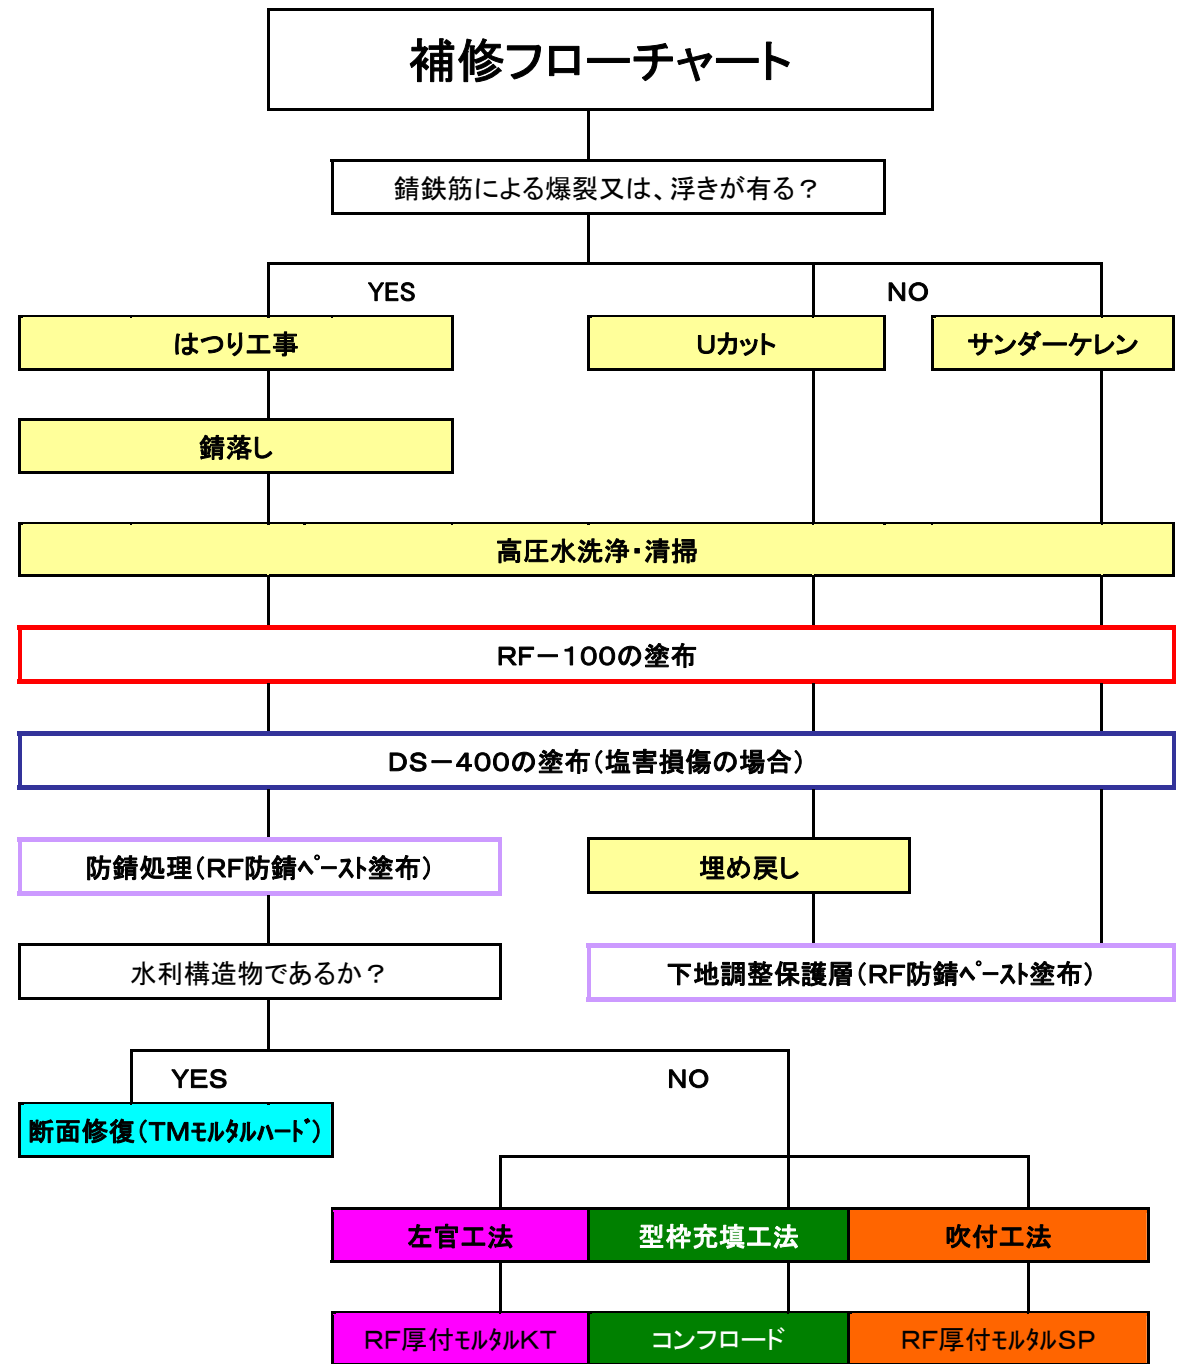 補修フローチャート
錆鉄筋による爆裂又は、浮きが有る？
YES
NO
はつり工事
Uカット
サンダーケレン
錆落し
高圧水洗浄・清掃
RF－100の塗布
DS－400の塗布（塩害損傷の場合）
防錆処理（RF防錆ﾍﾟｰｽﾄ塗布）
埋め戻し
水利構造物であるか？
下地調整保護層（RF防錆ﾍﾟｰｽﾄ塗布）
YES
NO
断面修復（TMﾓﾙﾀﾙﾊｰﾄﾞ）
左官工法
型枠充填工法
吹付工法
RF厚付ﾓﾙﾀﾙKT
コンフロード
RF厚付ﾓﾙﾀﾙSP